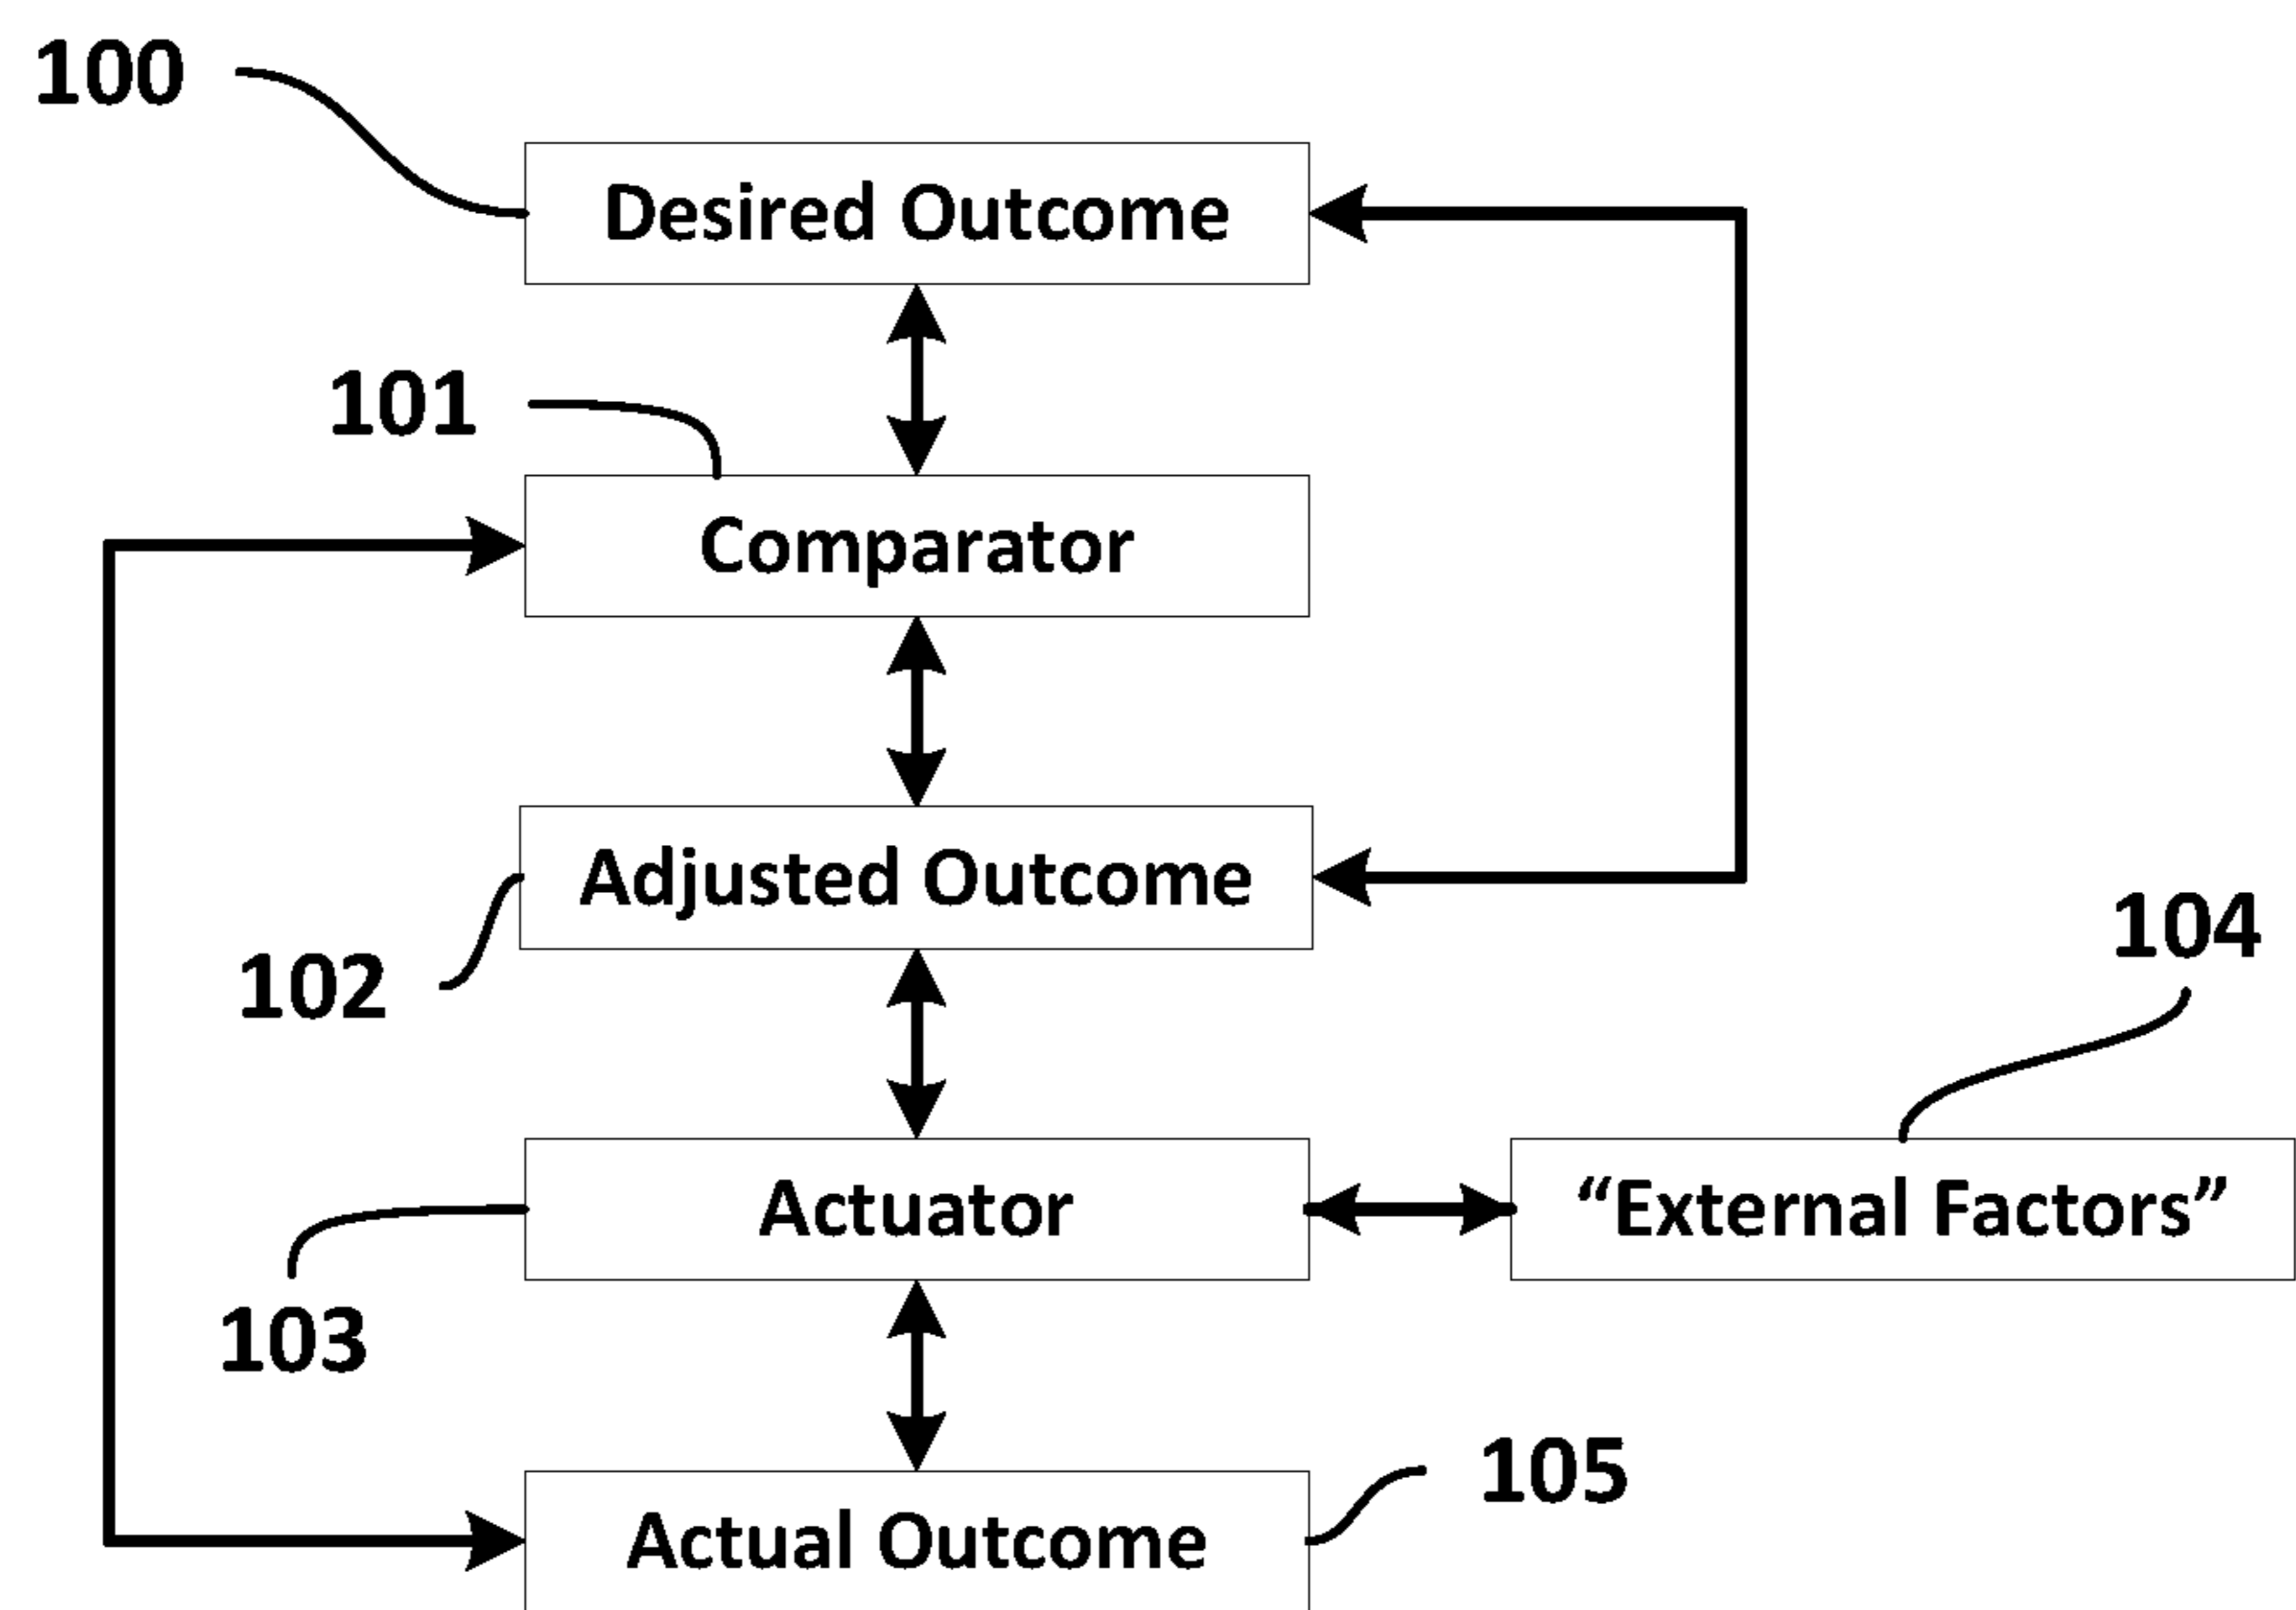 100
Desired Outcome
101
Comparator
Adjusted Outcome
102
104
Actuator
“External Factors”
103
105
Actual Outcome